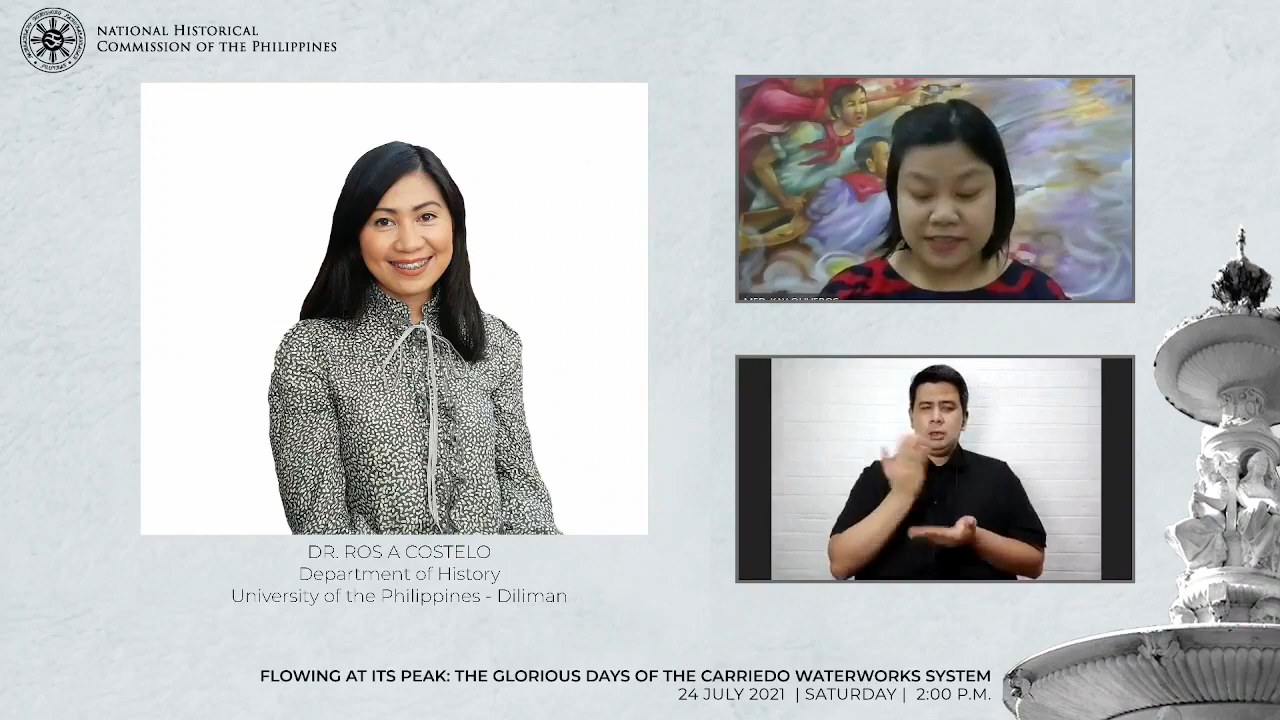 NATIONAL HISTORICAL
COMMISSION OF THE PHILIPPINES
DR. ROS A COSTELO
Department of History
University of the Philippines - Diliman
FLOWING AT ITS PEAK: THE GLORIOUS DAYS OF THE CARRIEDO WATERWORKS SYSTEM
24 JULY 2021 | SATURDAY | 2:00 P.M.